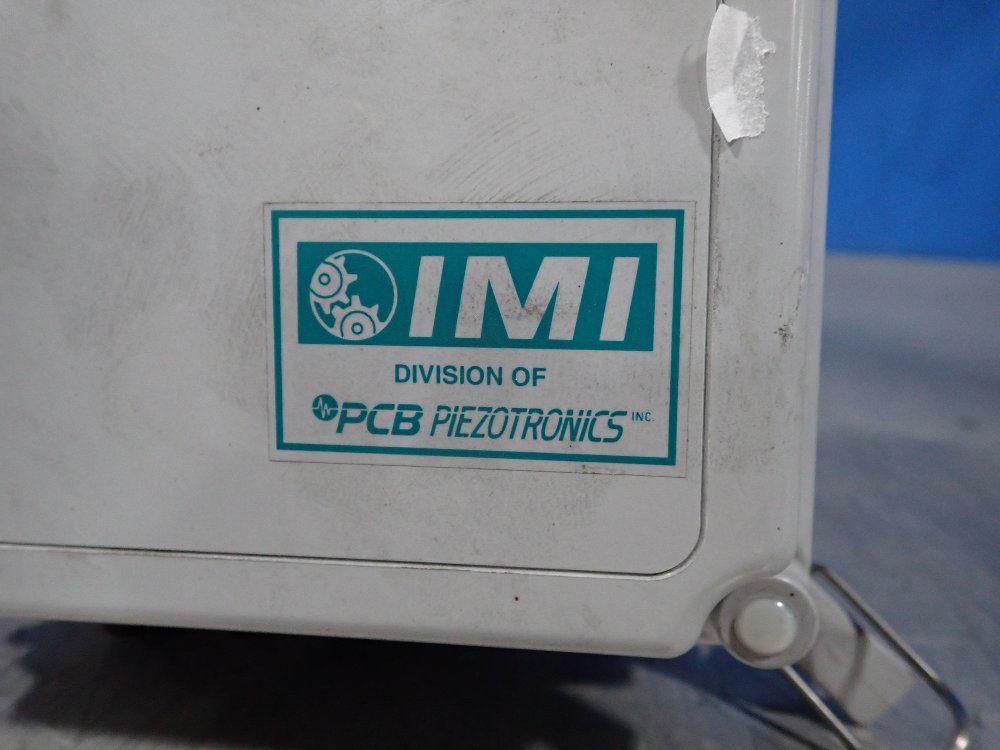 IMI
DIVISION OF
PCB PIEZOTRONICS INC.